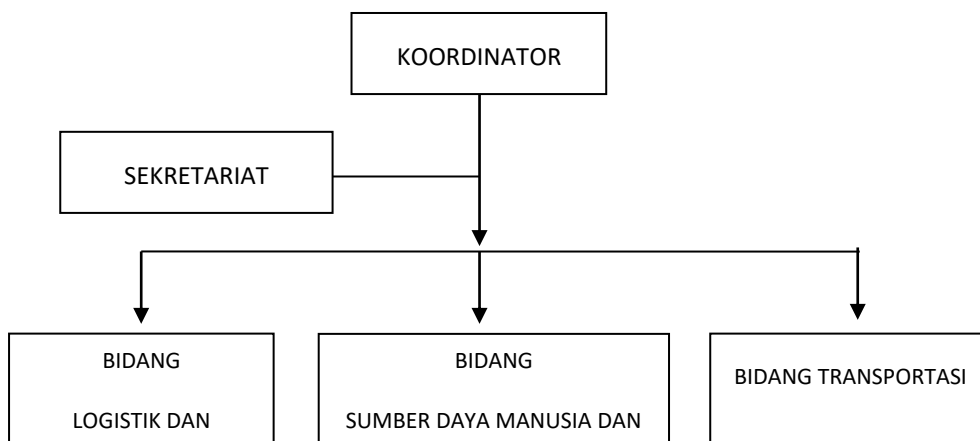 KOORDINATOR
SEKRETARIAT
BIDANG
LOGISTIK DAN
BIDANG
SUMBER DAYA MANUSIA DAN
BIDANG TRANSPORTASI